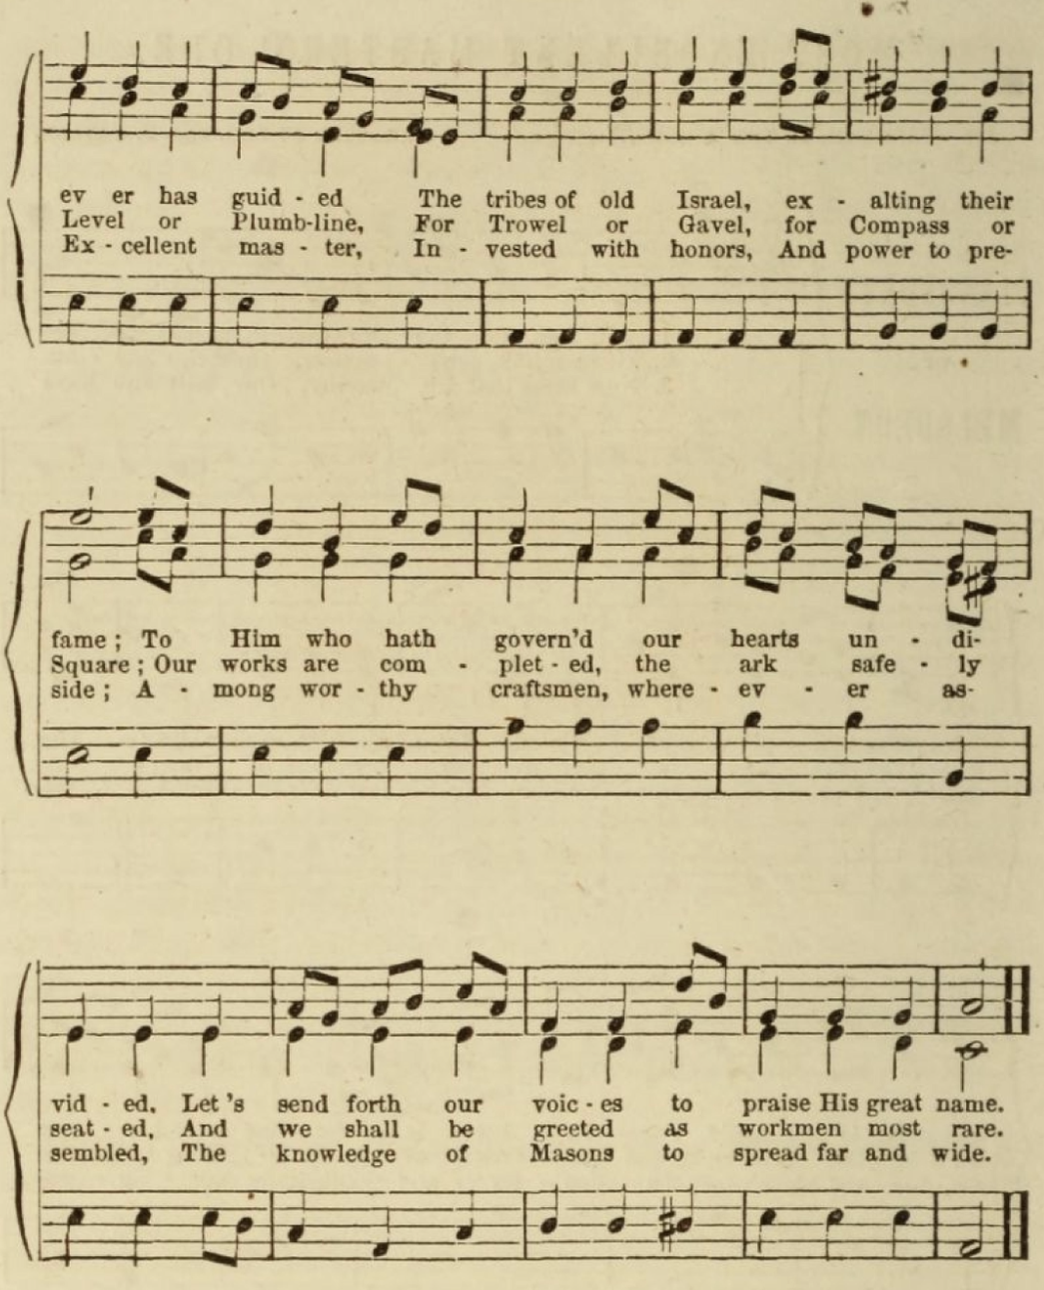 ev er has guid - ed The tribes of old Israel, ex - alting their
Level or Plumb-line, For Trowel or Gavel, for Compass or
Ex - cellent mas - ter, In - vested with honors, And power to pre-
fame ; To Him who hath govern'd our hearts un - di-
Square ; Our works are com - plet - ed, the ark safe - ly
side ; A - mong wor - thy craftsmen, where - ev - er as-
vid - ed. Let 's send forth our voic - es to praise His great name.
seat - ed, And we shall be greeted as workmen most rare.
sembled, The knowledge of Masons to spread far and wide.